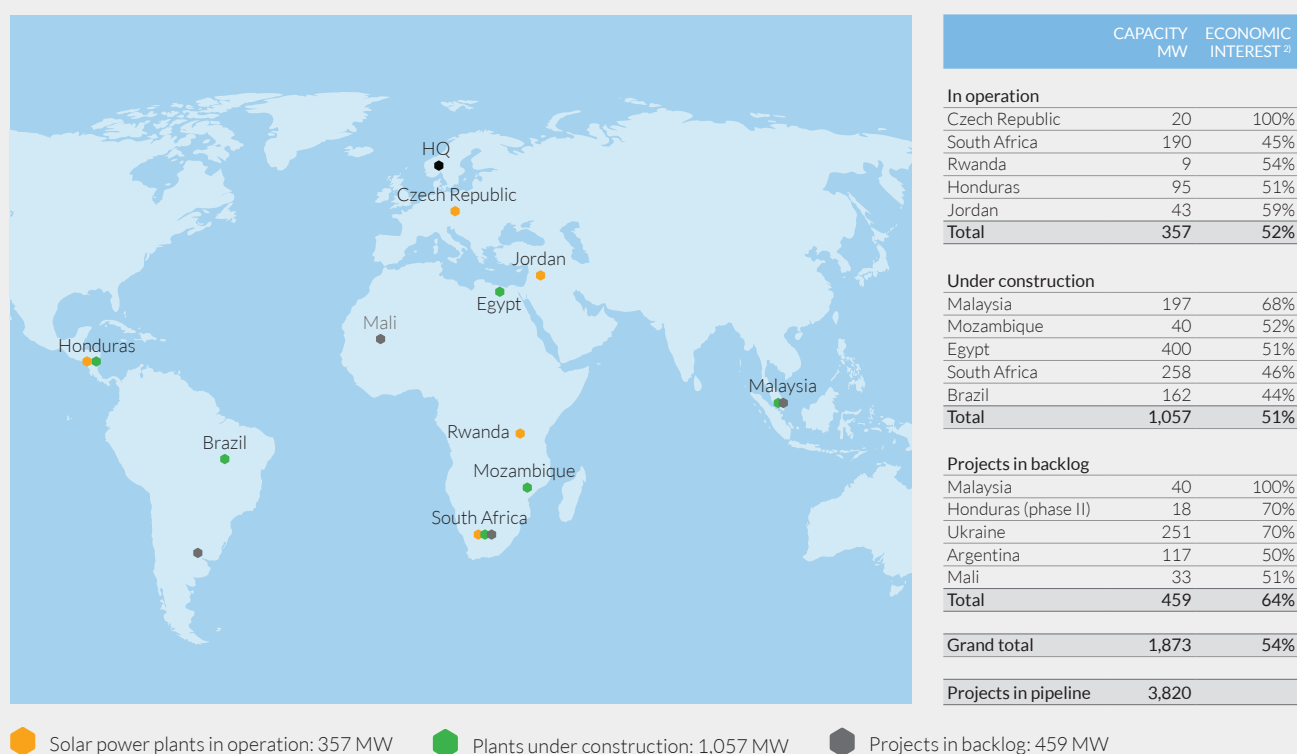 HQ
Czech Republic
Jordan
Egypt
Mali
Honduras
Malaysia
Rwanda
Brazil
Mozambique
South Africa
CAPACITY MW ECONOMIC INTEREST 2)
In operation
Czech Republic 20 100%
South Africa 190 45%
Rwanda 9 54%
Honduras 95 51%
Jordan 43 59%
Total 357 52%
Under construction
Malaysia 197 68%
Mozambique 40 52%
Egypt 400 51%
South Africa 258 46%
Brazil 162 44%
Total 1,057 51%
Projects in backlog
Malaysia 40 100%
Honduras (phase II) 18 70%
Ukraine 251 70%
Argentina 117 50%
Mali 33 51%
Total 459 64%
Grand total 1,873 54%
Projects in pipeline 3,820
Solar power plants in operation: 357 MW
Plants under construction: 1,057 MW
Projects in backlog: 459 MW